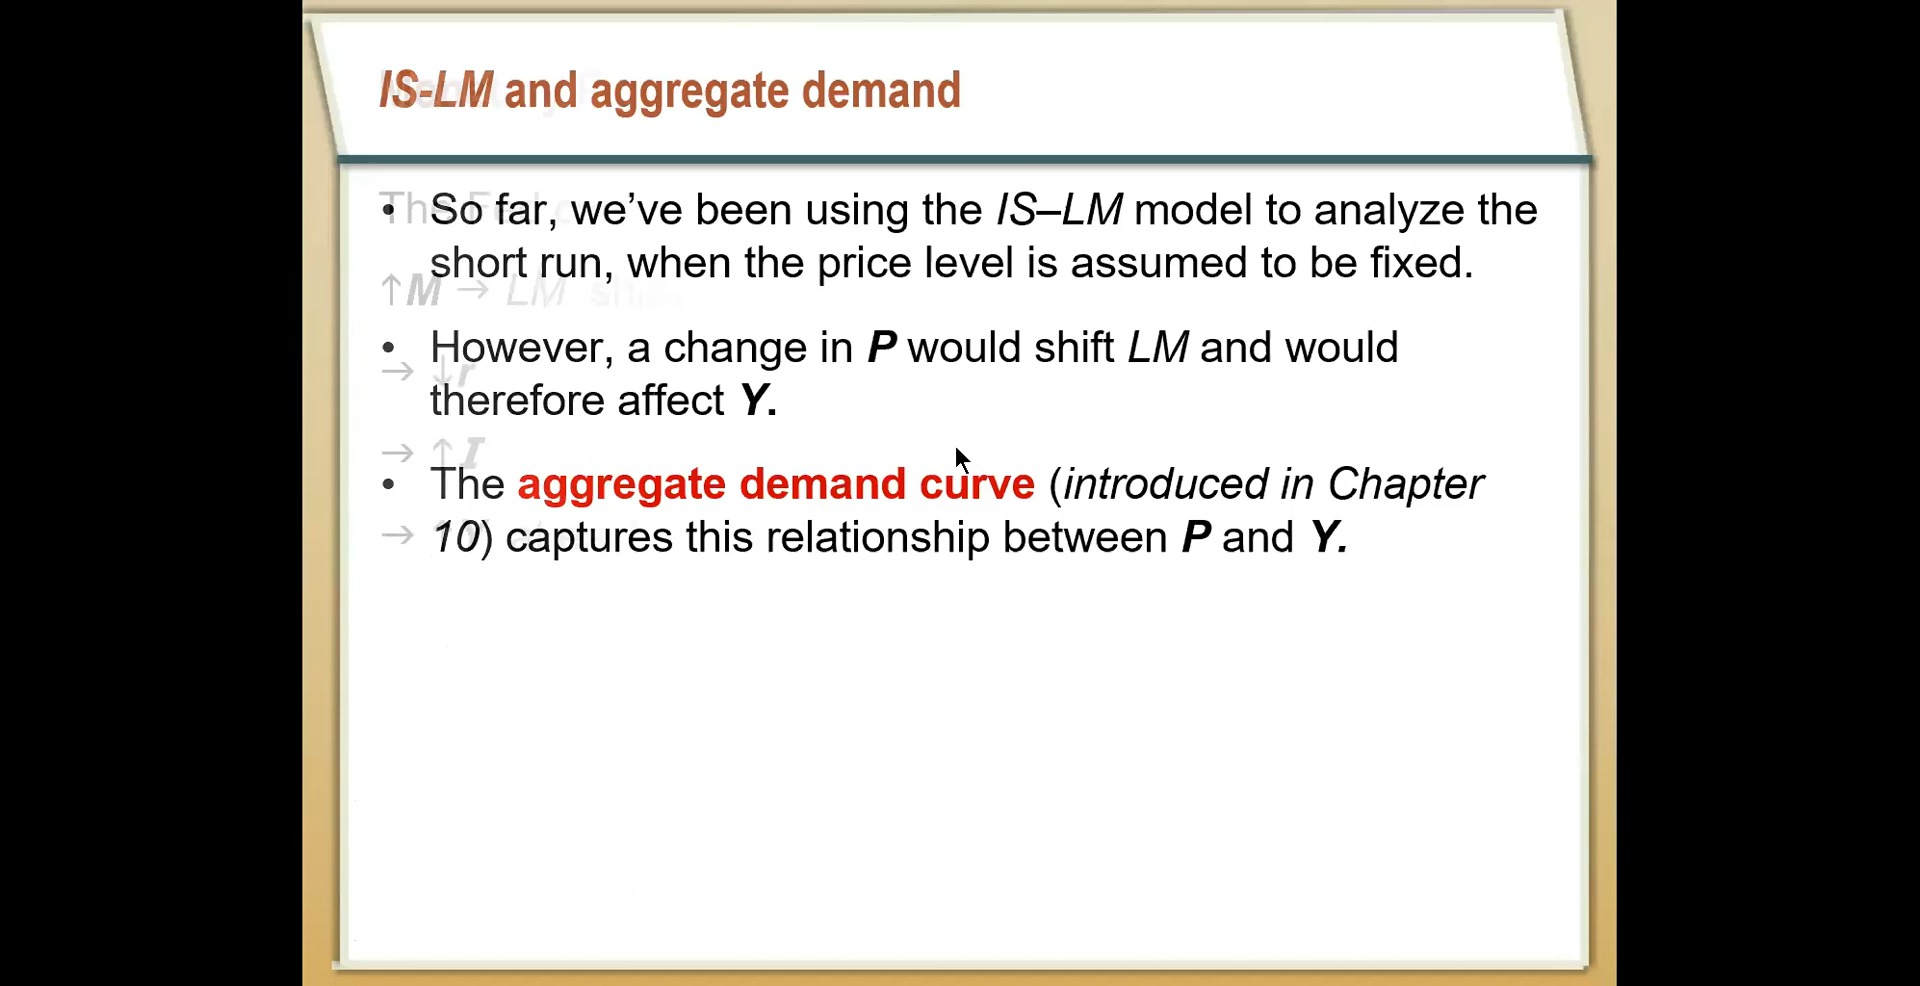 IS-LM and aggregate demand
• So far, we’ve been using the IS–LM model to analyze the
short run, when the price level is assumed to be fixed.
↑M → LM
• However, a change in P would shift LM and would
→ ↓r
therefore affect Y.
→ ↑I
• The aggregate demand curve (introduced in Chapter
→
10) captures this relationship between P and Y.